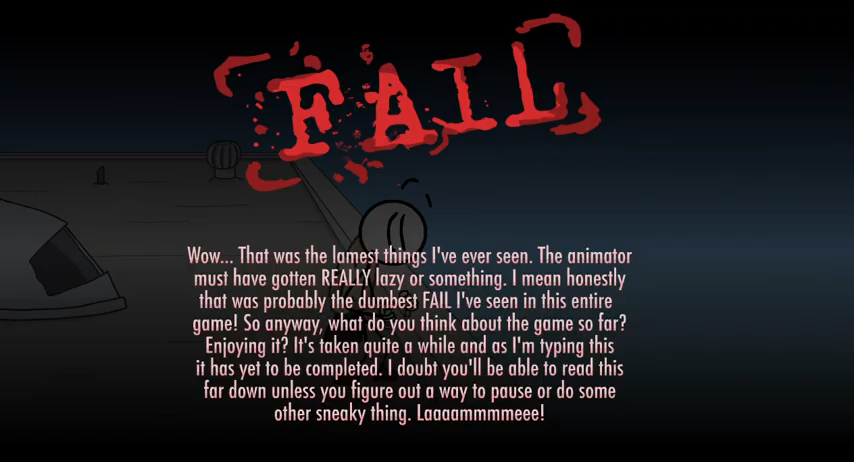 FAIL
Wow... That was the lamest things I've ever seen. The animator
must have gotten REALLY lazy or something. I mean honestly
that was probably the dumbest FAIL I've seen in this entire
game! So anyway, what do you think about the game so far?
Enjoying it? It's taken quite a while and as I'm typing this
it has yet to be completed. I doubt you'll be able to read this
far down unless you figure out a way to pause or do some
other sneaky thing. Laaaammmmeee!